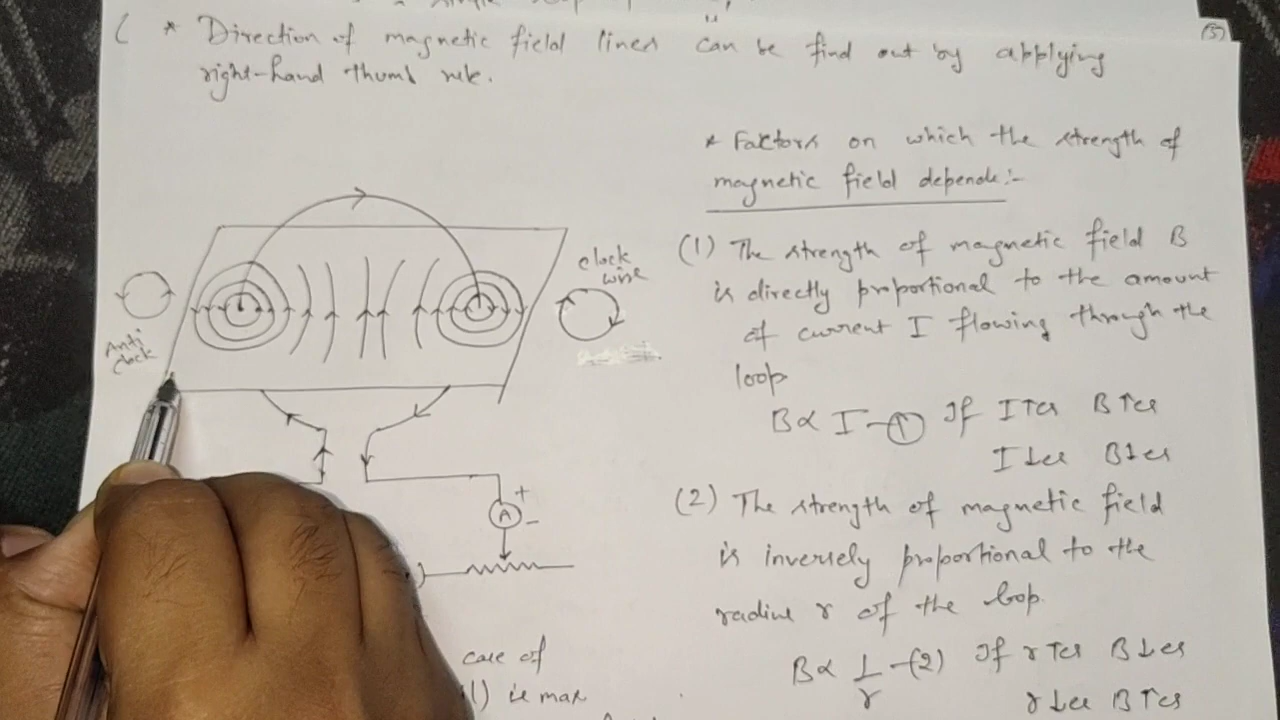 * Direction of magnetic field lines can be find out by applying
right-hand thumb rule.
(5)
* Factors on which the strength of
magnetic field depends:-
(1) The strength of magnetic field B
is directly proportional to the amount
of current I flowing through the
loop
B∝ I-① If I↑es B↑es
I↓es B↓es
(2) The strength of magnetic field
is inversely proportional to the
radius r of the loop.
B∝ 1/r -(2) If r↑es B↓es
r↓es B↑es
Anti
clock
clock
wise
+
A
-
case of
is max